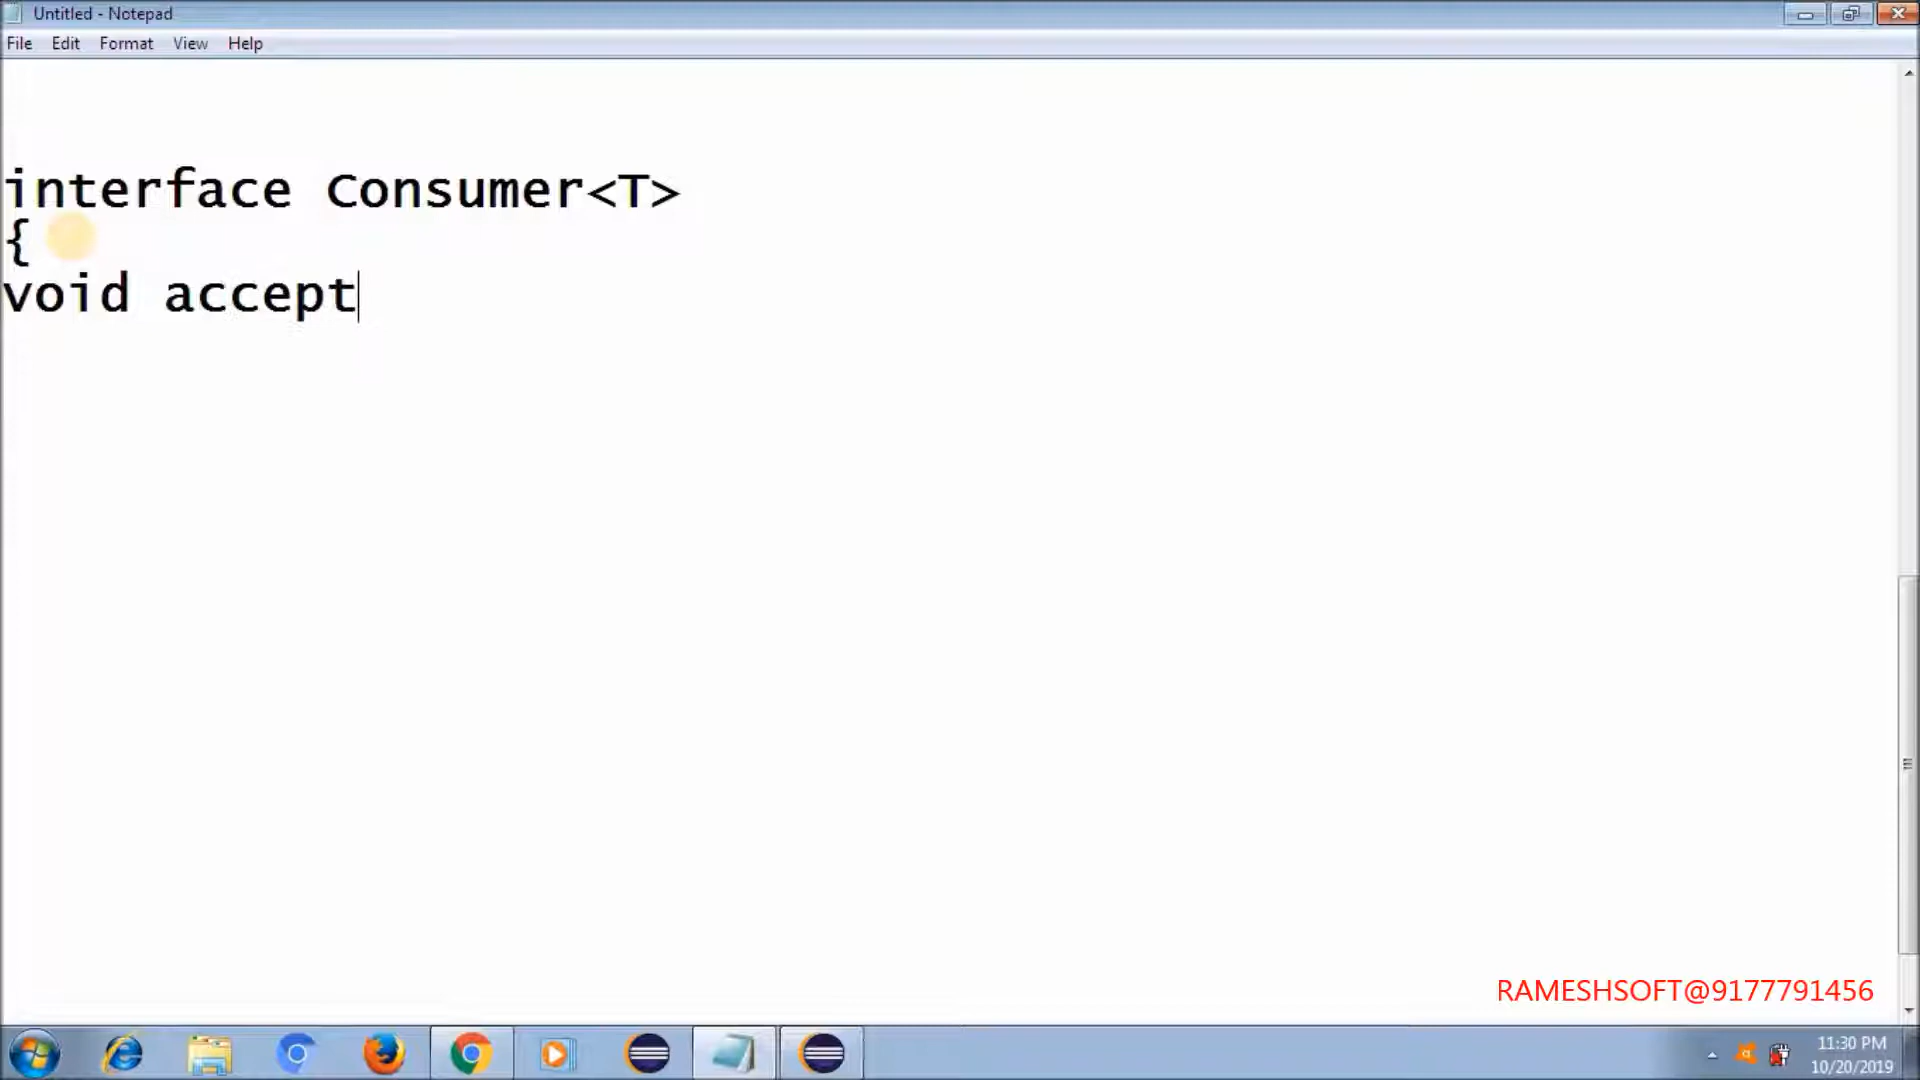 Untitled - Notepad
File Edit Format View Help
interface Consumer<T>
{
void accept
RAMESHSOFT@9177791456
11:30 PM
10/20/2019